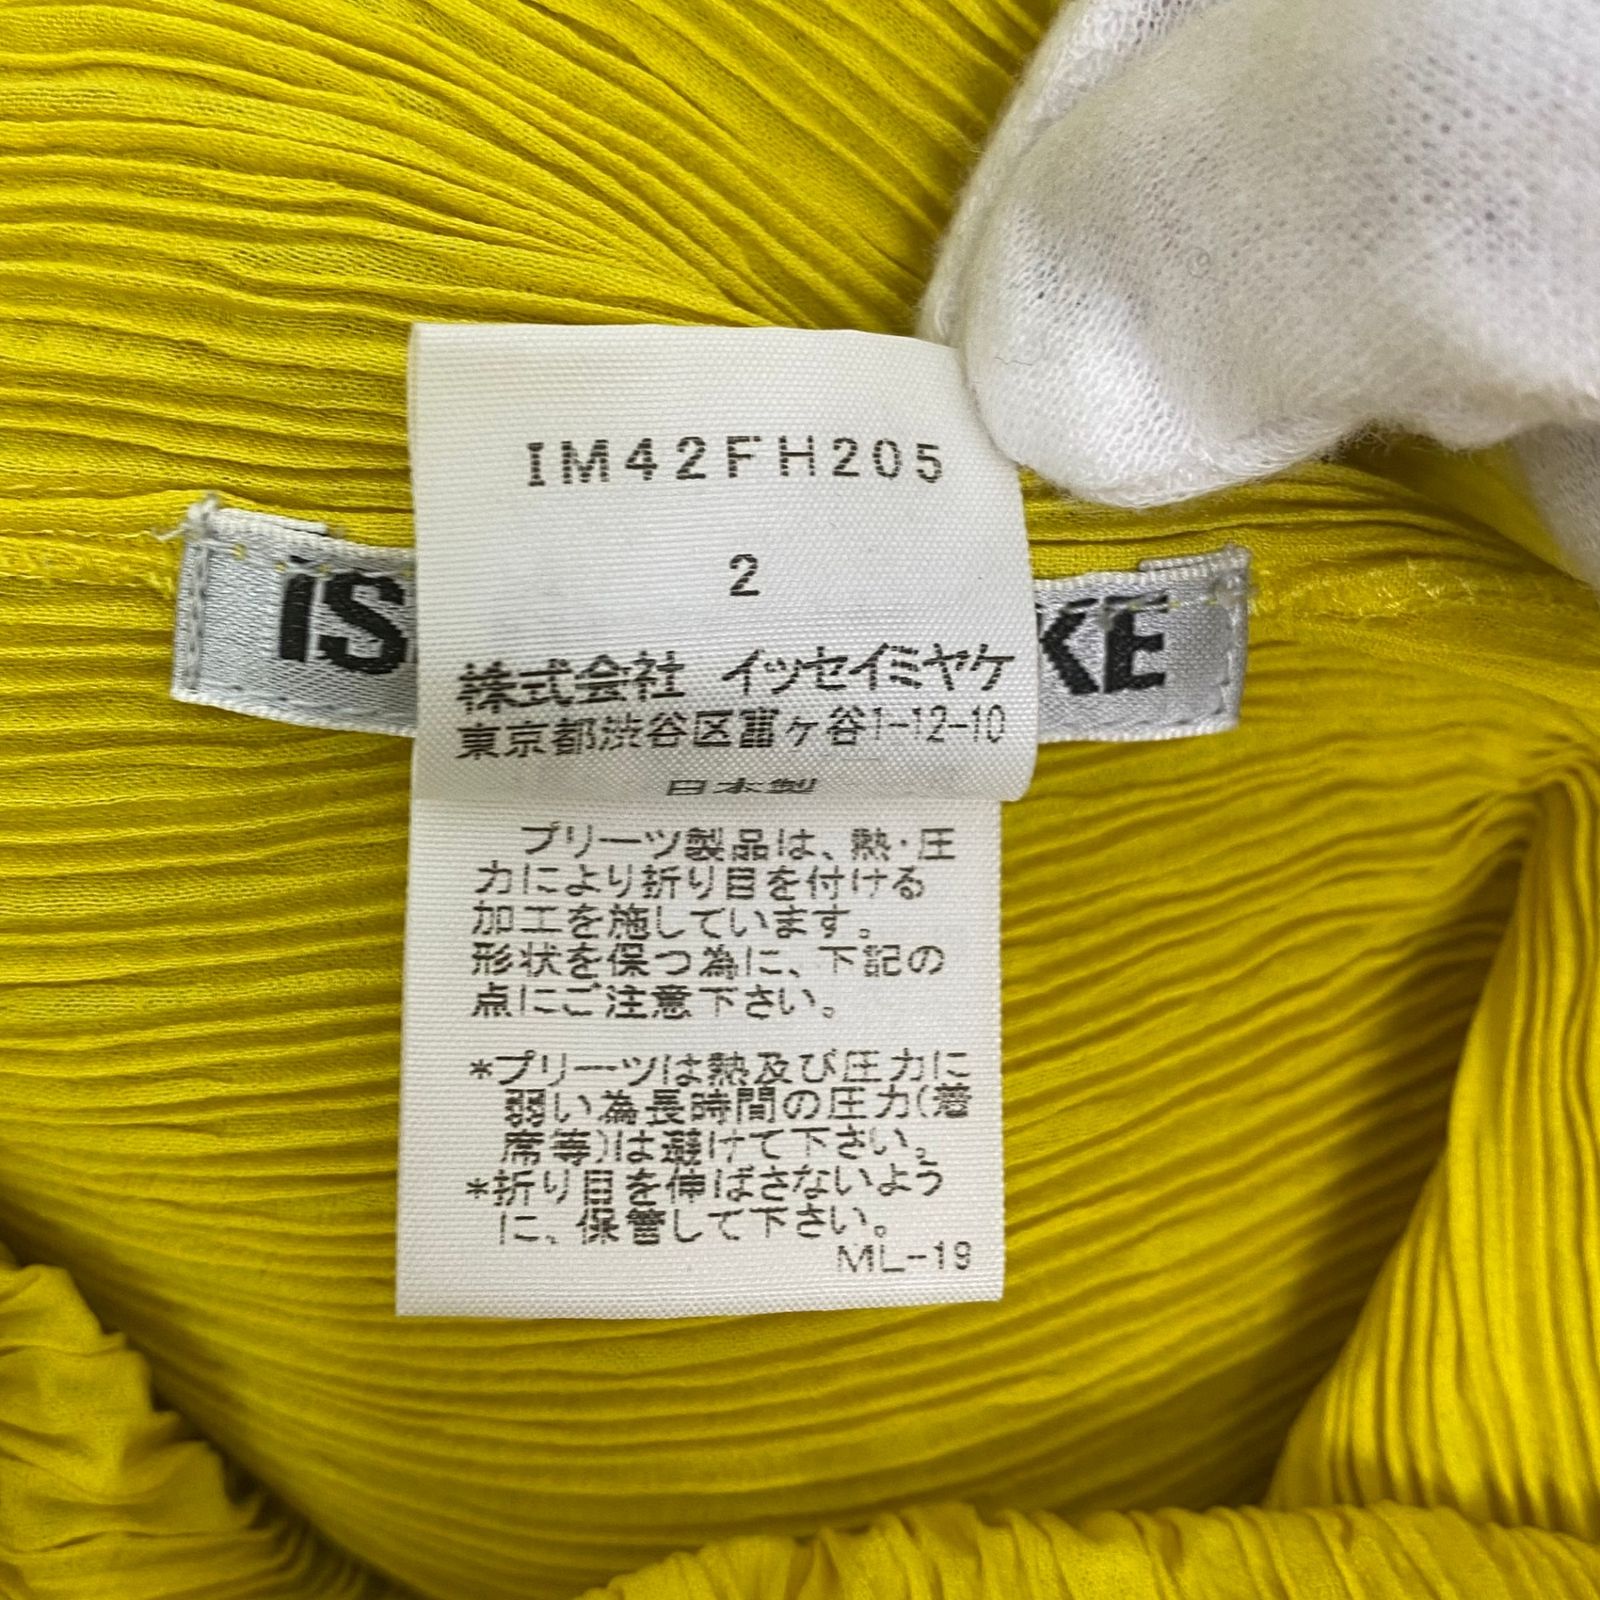 IM42FH205
2
iS KE
株式会社 イッセイミヤケ
東京都渋谷区富ヶ谷1-12-10
日本製
プリーツ製品は、熱・圧
力により折り目を付ける
加工を施しています。
形状を保つ為に、下記の
点にご注意下さい。
*プリーツは熱及び圧力に
弱い為長時間の圧力(着
席等)は避けて下さい。
*折り目を伸ばさないよう
に、保管して下さい。
ML-19